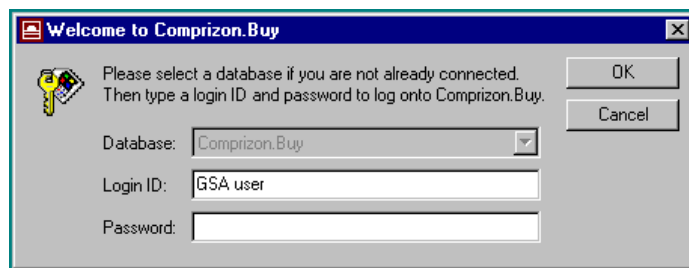 Welcome to Comprizon.Buy
Please select a database if you are not already connected.
Then type a login ID and password to log onto Comprizon.Buy.
OK
Cancel
Database: Comprizon.Buy
Login ID: GSA user
Password: